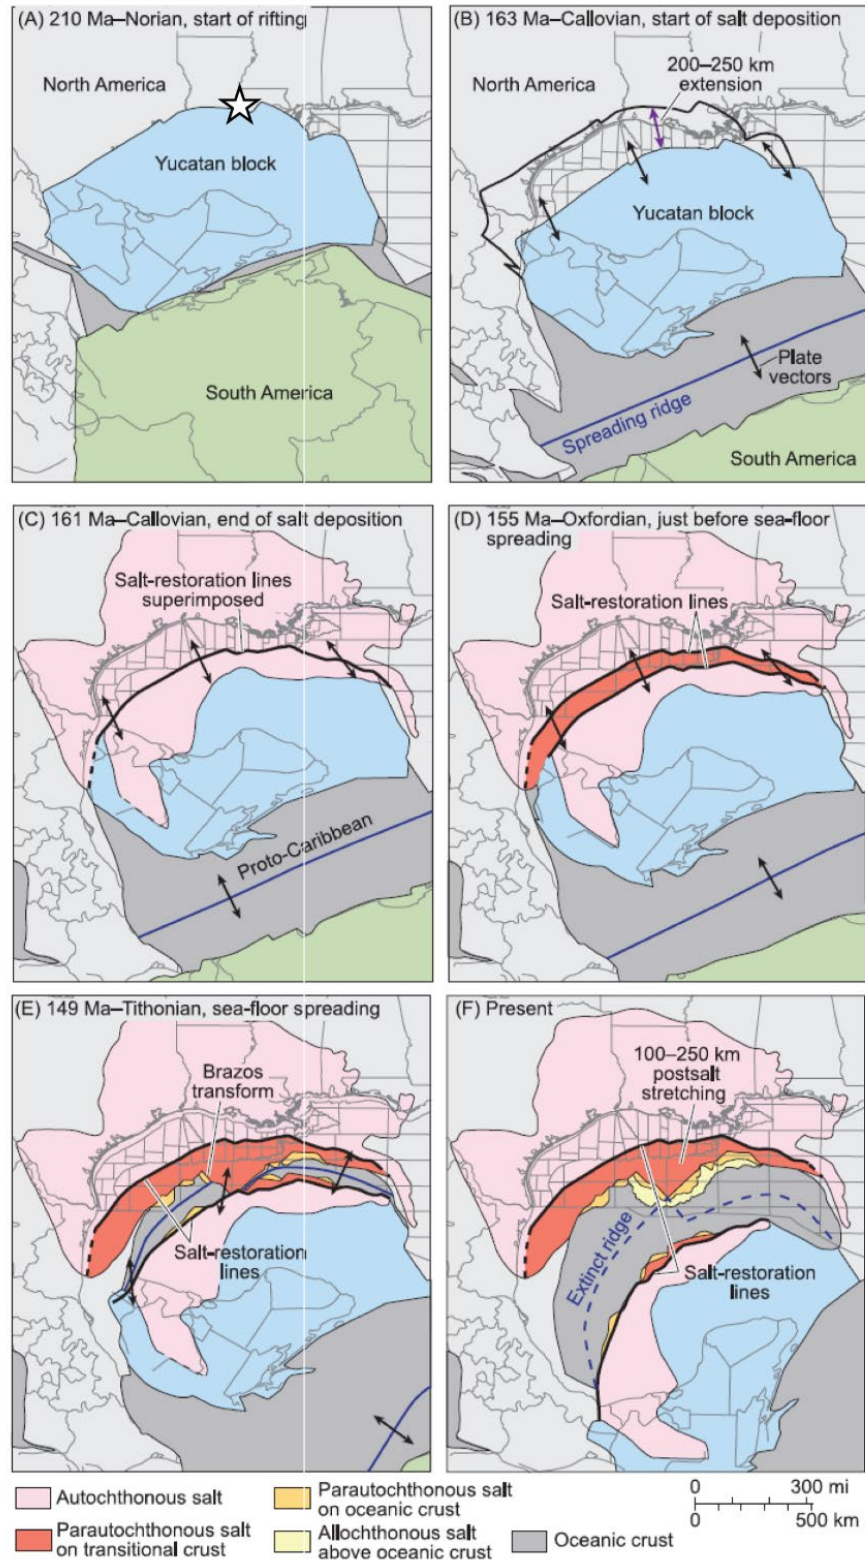 (A) 210 Ma–Norian, start of rifting
North America
Yucatan block
South America
(B) 163 Ma–Callovian, start of salt deposition
North America
200–250 km
extension
Yucatan block
Plate
vectors
Spreading ridge
South America
(C) 161 Ma–Callovian, end of salt deposition
Salt-restoration lines
superimposed
Proto-Caribbean
(D) 155 Ma–Oxfordian, just before sea-floor
spreading
Salt-restoration lines
(E) 149 Ma–Tithonian, sea-floor spreading
Brazos
transform
Salt-restoration
lines
(F) Present
100–250 km
postsalt
stretching
Extinct ridge
Salt-restoration
lines
Autochthonous salt
Parautochthonous salt
on transitional crust
Parautochthonous salt
on oceanic crust
Allochthonous salt
above oceanic crust
Oceanic crust
0 300 mi
0 500 km